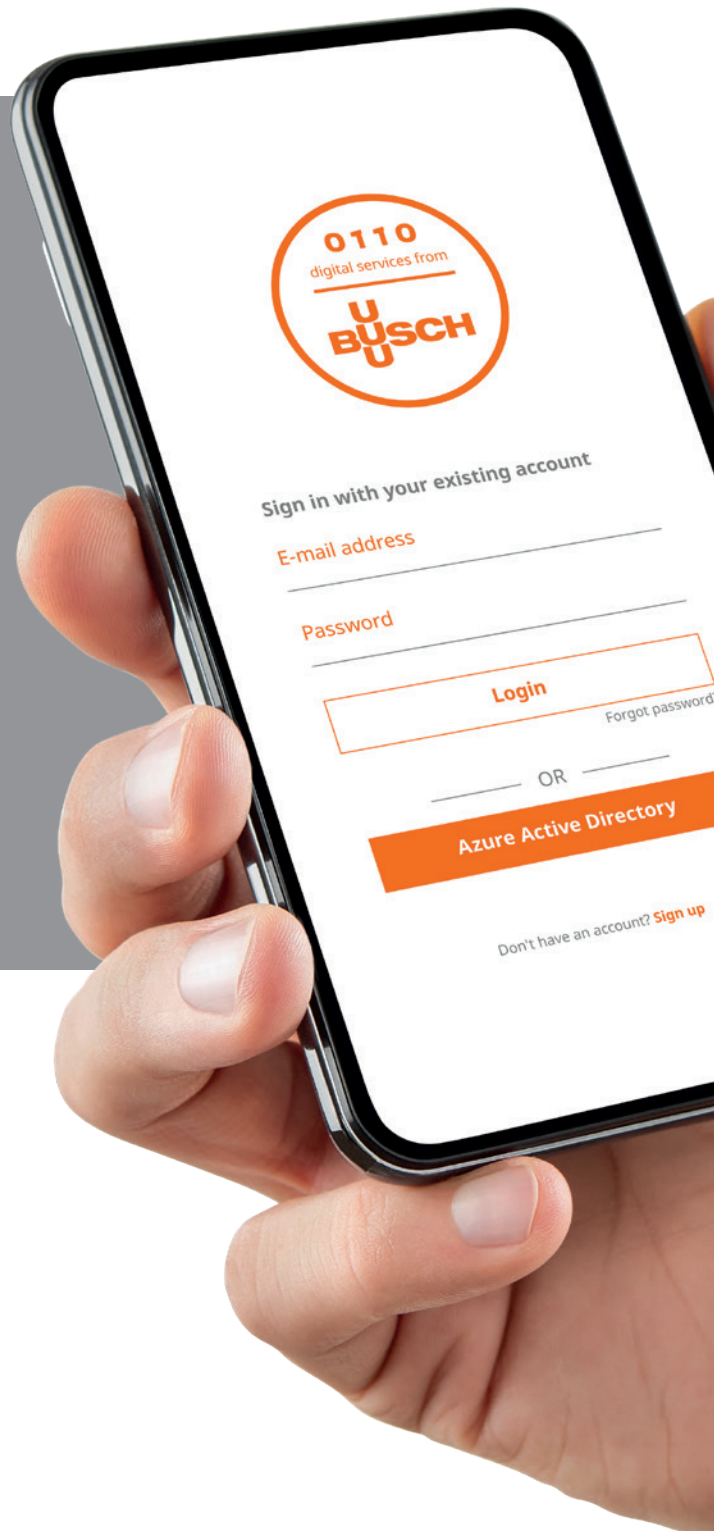 0110
digital services from
BUSCH
Sign in with your existing account
E-mail address
Password
Login
Forgot password?
OR
Azure Active Directory
Don't have an account? Sign up